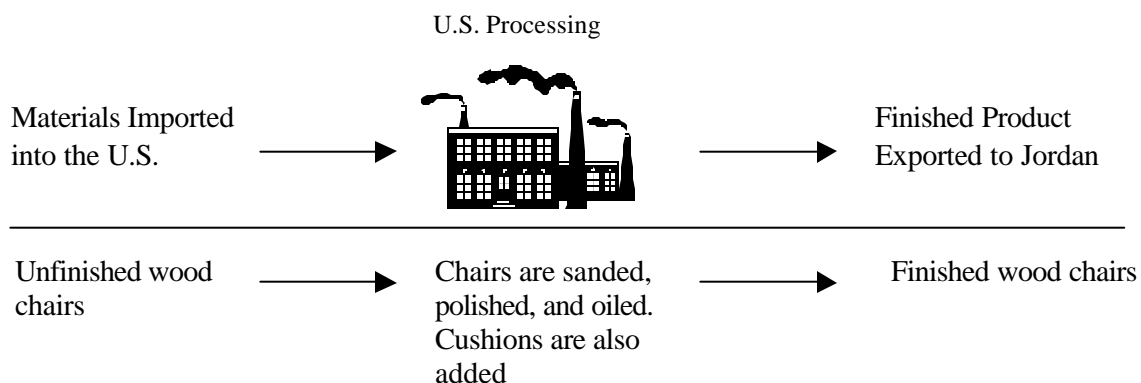 U.S. Processing
Materials Imported
into the U.S.
Finished Product
Exported to Jordan
Unfinished wood
chairs
Chairs are sanded,
polished, and oiled.
Cushions are also
added
Finished wood chairs